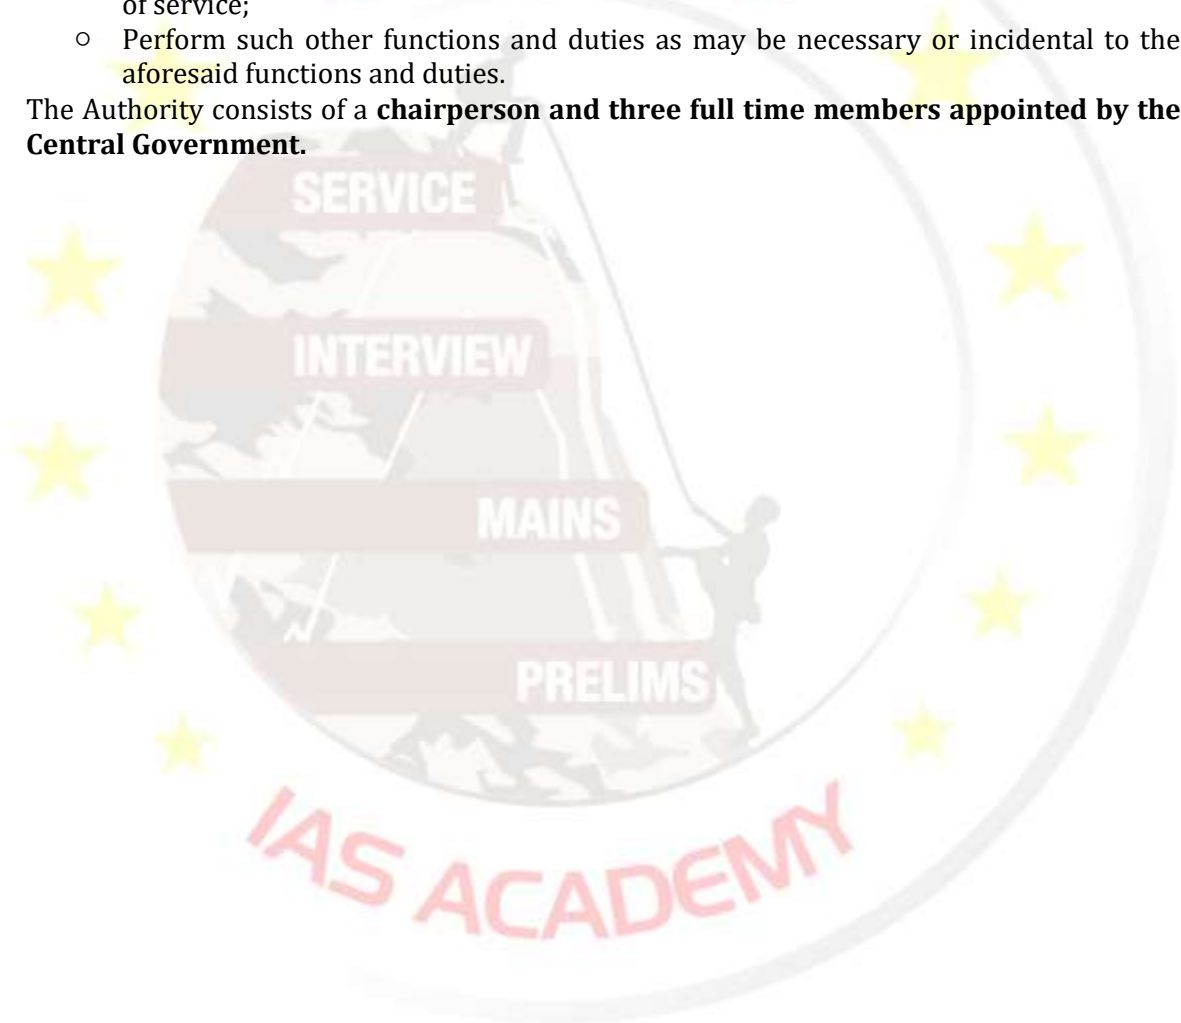 of service;
○ Perform such other functions and duties as may be necessary or incidental to the
aforesaid functions and duties.
The Authority consists of a chairperson and three full time members appointed by the
Central Government.
SERVICE
INTERVIEW
MAINS
PRELIMS
IAS ACADEMY